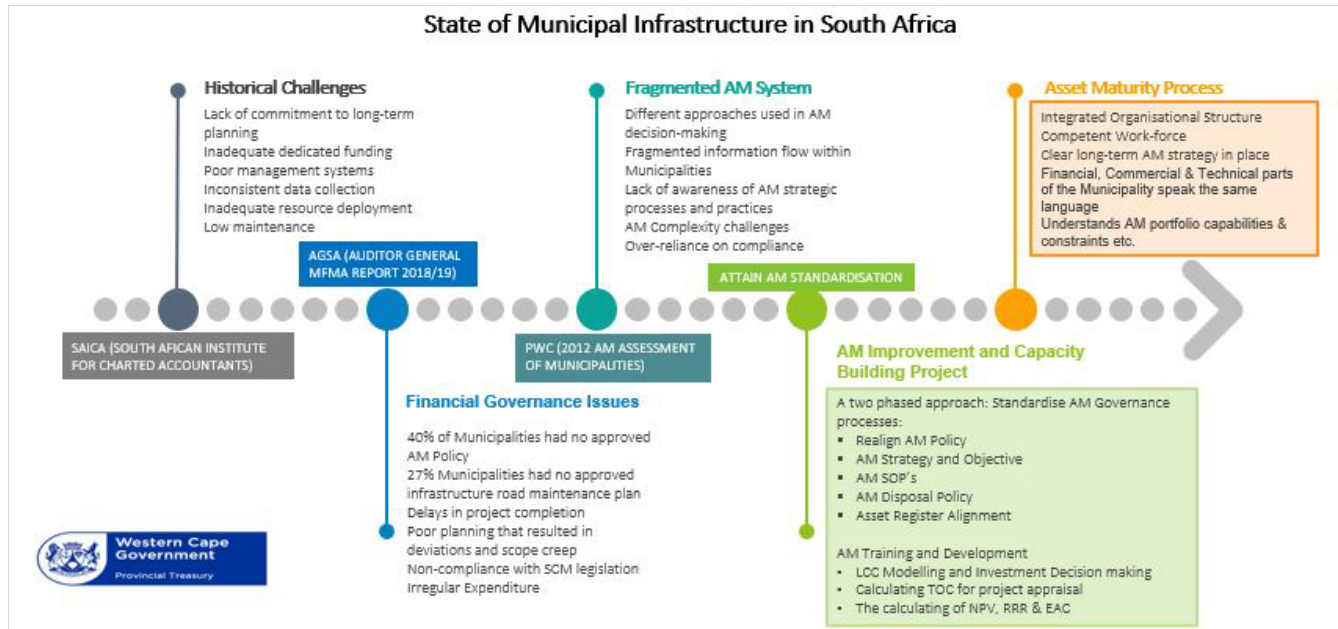 State of Municipal Infrastructure in South Africa
Historical Challenges
Lack of commitment to long-term
planning
Inadequate dedicated funding
Poor management systems
Inconsistent data collection
Inadequate resource deployment
Low maintenance
SAICA (SOUTH AFICAN INSTITUTE
FOR CHARTED ACCOUNTANTS)
AGSA (AUDITOR GENERAL
MFMA REPORT 2018/19)
Financial Governance Issues
40% of Municipalities had no approved
AM Policy
27% Municipalities had no approved
infrastructure road maintenance plan
Delays in project completion
Poor planning that resulted in
deviations and scope creep
Non-compliance with SCM legislation
Irregular Expenditure
Fragmented AM System
Different approaches used in AM
decision-making
Fragmented information flow within
Municipalities
Lack of awareness of AM strategic
processes and practices
AM Complexity challenges
Over-reliance on compliance
PWC (2012 AM ASSESSMENT
OF MUNICIPALITIES)
ATTAIN AM STANDARDISATION
AM Improvement and Capacity
Building Project
A two phased approach: Standardise AM Governance
processes:
▪ Realign AM Policy
▪ AM Strategy and Objective
▪ AM SOP's
▪ AM Disposal Policy
▪ Asset Register Alignment
AM Training and Development
• LCC Modelling and Investment Decision making
• Calculating TOC for project appraisal
• The calculating of NPV, RRR & EAC
Asset Maturity Process
Integrated Organisational Structure
Competent Work-force
Clear long-term AM strategy in place
Financial, Commercial & Technical parts
of the Municipality speak the same
language
Understands AM portfolio capabilities &
constraints etc.
Western Cape
Government
Provincial Treasury